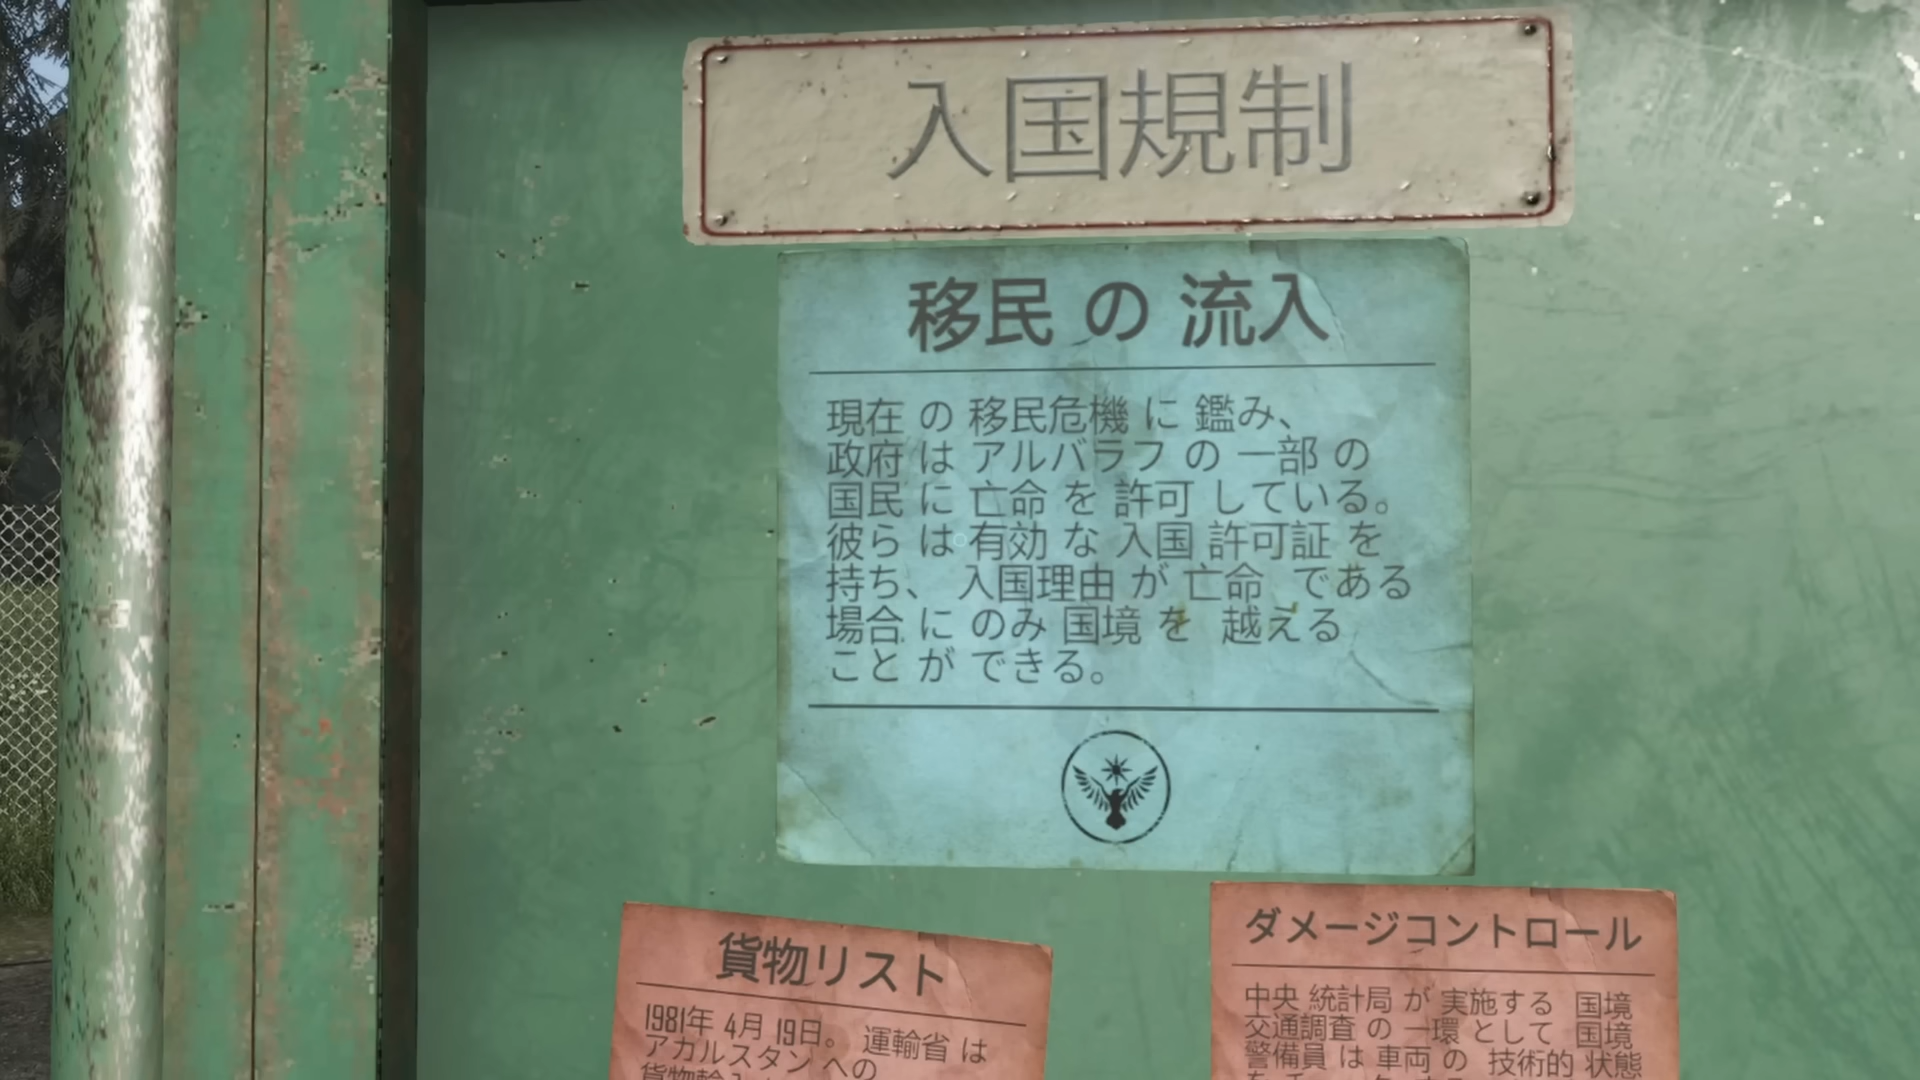 入国規制
移民 の 流入
現在 の 移民危機 に 鑑み、
政府 は アルバラフ の 一部 の
国民 に 亡命 を 許可 している。
彼ら は 有効 な 入国 許可証 を
持ち、 入国理由 が 亡命 である
場合 に のみ 国境 を 越える
こと が できる。
貨物リスト
1981年 4月 19日。 運輸省 は
アカルスタン への
ダメージコントロール
中央 統計局 が 実施する 国境
交通調査 の 一環 として 国境
警備員 は 車両 の 技術的 状態